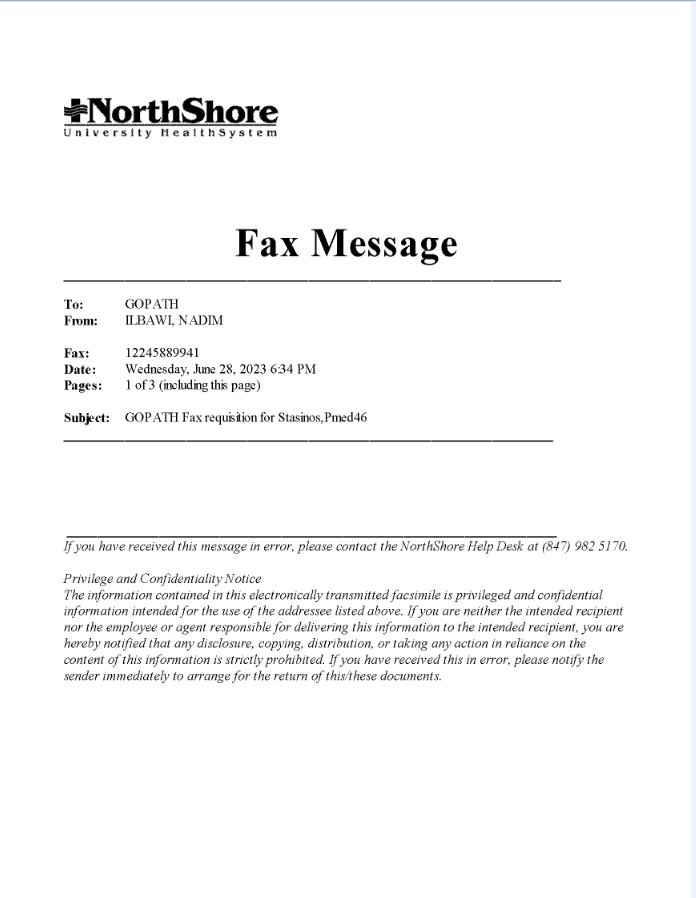 NorthShore
University HealthSystem
Fax Message
To: GOPATH
From: ILBAWI, NADIM
Fax: 12245889941
Date: Wednesday, June 28, 2023 6:34 PM
Pages: 1 of 3 (including this page)
Subject: GOPATH Fax requisition for Stasinos,Pmed46
If you have received this message in error, please contact the NorthShore Help Desk at (847) 982 5170.
Privilege and Confidentiality Notice
The information contained in this electronically transmitted facsimile is privileged and confidential
information intended for the use of the addressee listed above. If you are neither the intended recipient
nor the employee or agent responsible for delivering this information to the intended recipient, you are
hereby notified that any disclosure, copying, distribution, or taking any action in reliance on the
content of this information is strictly prohibited. If you have received this in error, please notify the
sender immediately to arrange for the return of this/these documents.